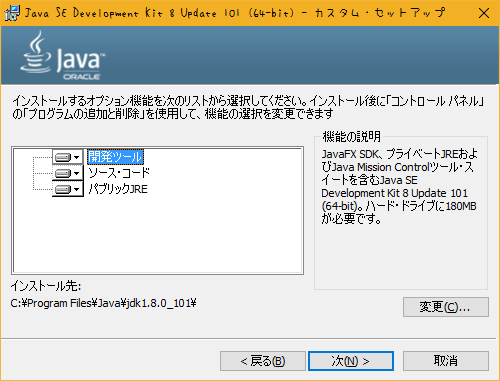 Java SE Development Kit 8 Update 101 (64-bit) - カスタム・セットアップ
Java
ORACLE
インストールするオプション機能を次のリストから選択してください。インストール後に「コントロール パネル」
の「プログラムの追加と削除」を使用して、機能の選択を変更できます
開発ツール
ソース・コード
パブリックJRE
機能の説明
JavaFX SDK、プライベートJREおよ
びJava Mission Controlツール・ス
イートを含むJava SE
Development Kit 8 Update 101
(64-bit)。ハード・ドライブに180MB
が必要です。
インストール先:
C:¥Program Files¥Java¥jdk1.8.0_101¥
変更(C)...
< 戻る(B)
次(N) >
取消